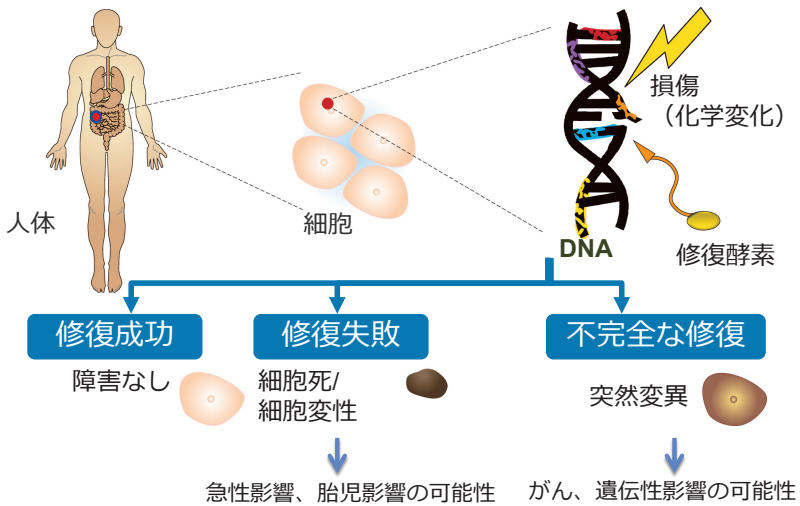 損傷
(化学変化)
人体
細胞
DNA
修復酵素
修復成功
修復失敗
不完全な修復
障害なし
細胞死/
細胞変性
突然変異
急性影響、胎児影響の可能性
がん、遺伝性影響の可能性